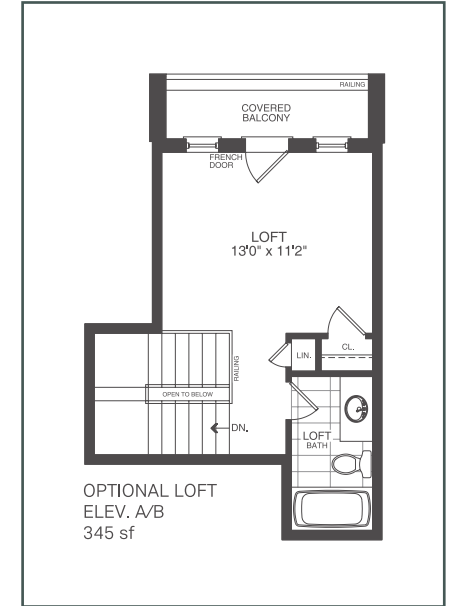 RAILING
COVERED
BALCONY
FRENCH
DOOR
LOFT
13'0" x 11'2"
RAILING
LIN.
CL.
OPEN TO BELOW
DN.
LOFT
BATH
OPTIONAL LOFT
ELEV. A/B
345 sf